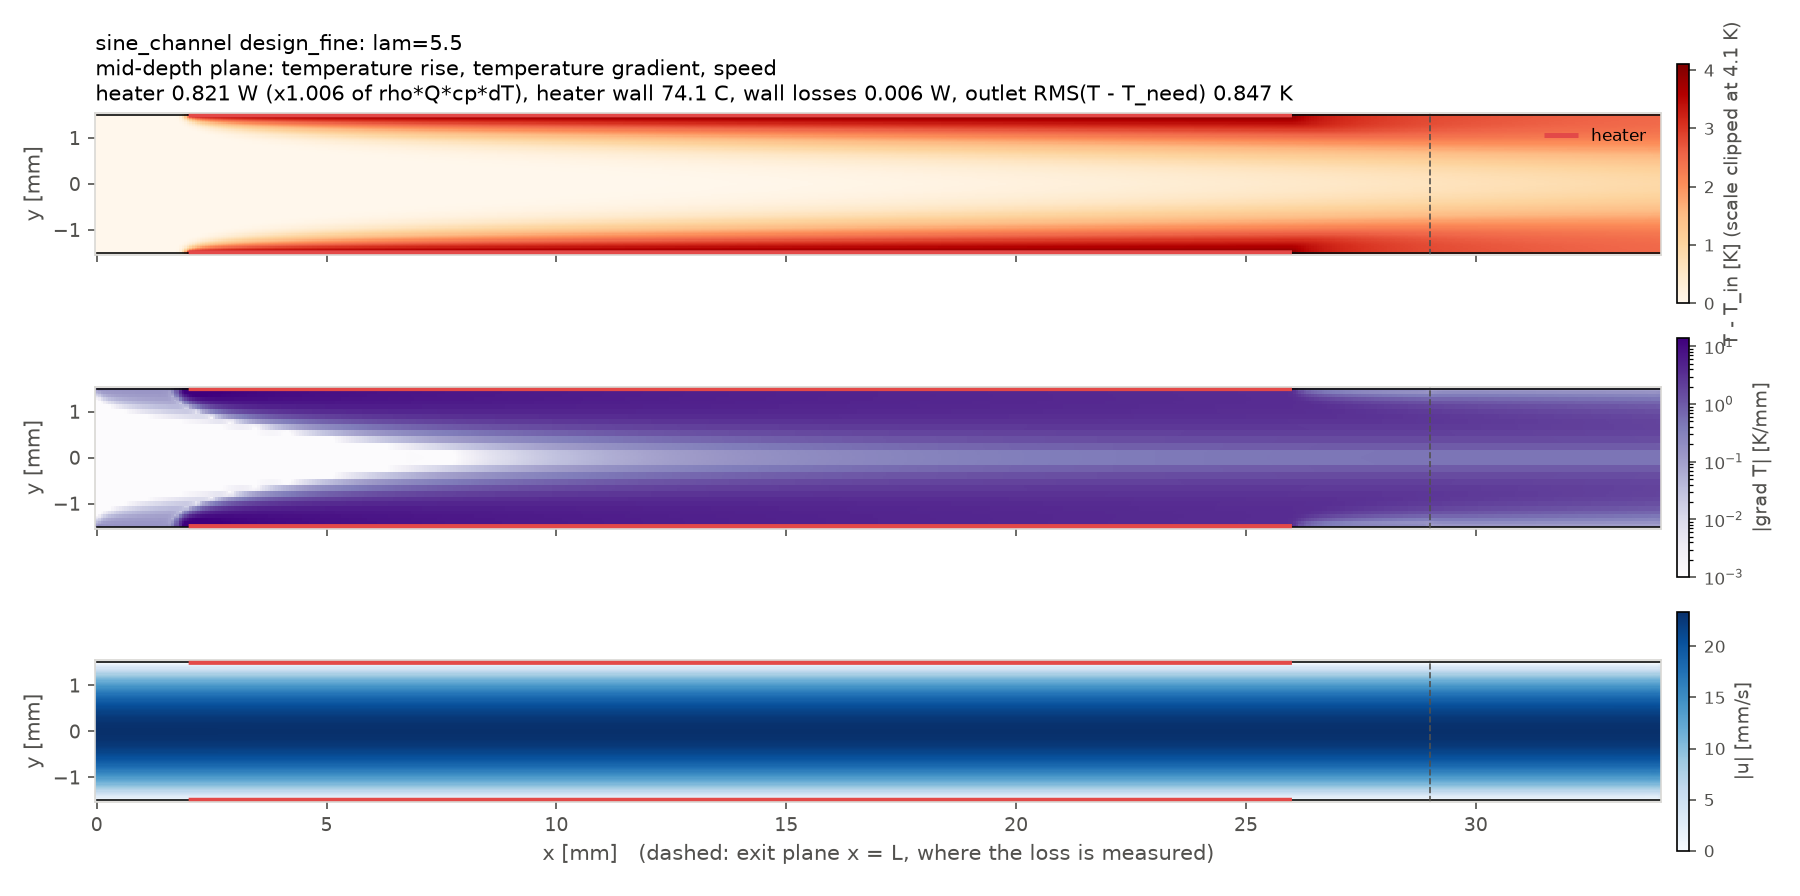 sine_channel design_fine: lam=5.5
mid-depth plane: temperature rise, temperature gradient, speed
heater 0.821 W (x1.006 of rho*Q*cp*dT), heater wall 74.1 C, wall losses 0.006 W, outlet RMS(T - T_need) 0.847 K
y [mm]
1
0
−1
heater
4
3
2
1
0
T - T_in [K] (scale clipped at 4.1 K)
y [mm]
1
0
−1
10¹
10⁰
10⁻¹
10⁻²
10⁻³
|grad T| [K/mm]
y [mm]
1
0
−1
20
15
10
5
0
|u| [mm/s]
0 5 10 15 20 25 30
x [mm] (dashed: exit plane x = L, where the loss is measured)